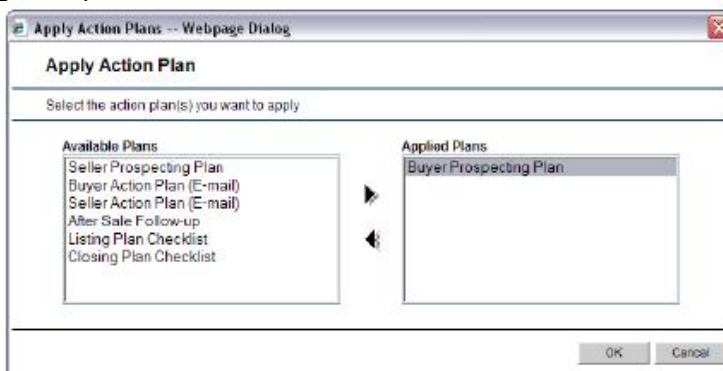 Apply Action Plans -- Webpage Dialog
Apply Action Plan
Select the action plan(s) you want to apply
Available Plans
Applied Plans
Seller Prospecting Plan
Buyer Action Plan (E-mail)
Seller Action Plan (E-mail)
After Sale Follow-up
Listing Plan Checklist
Closing Plan Checklist
Buyer Prospecting Plan
OK
Cancel